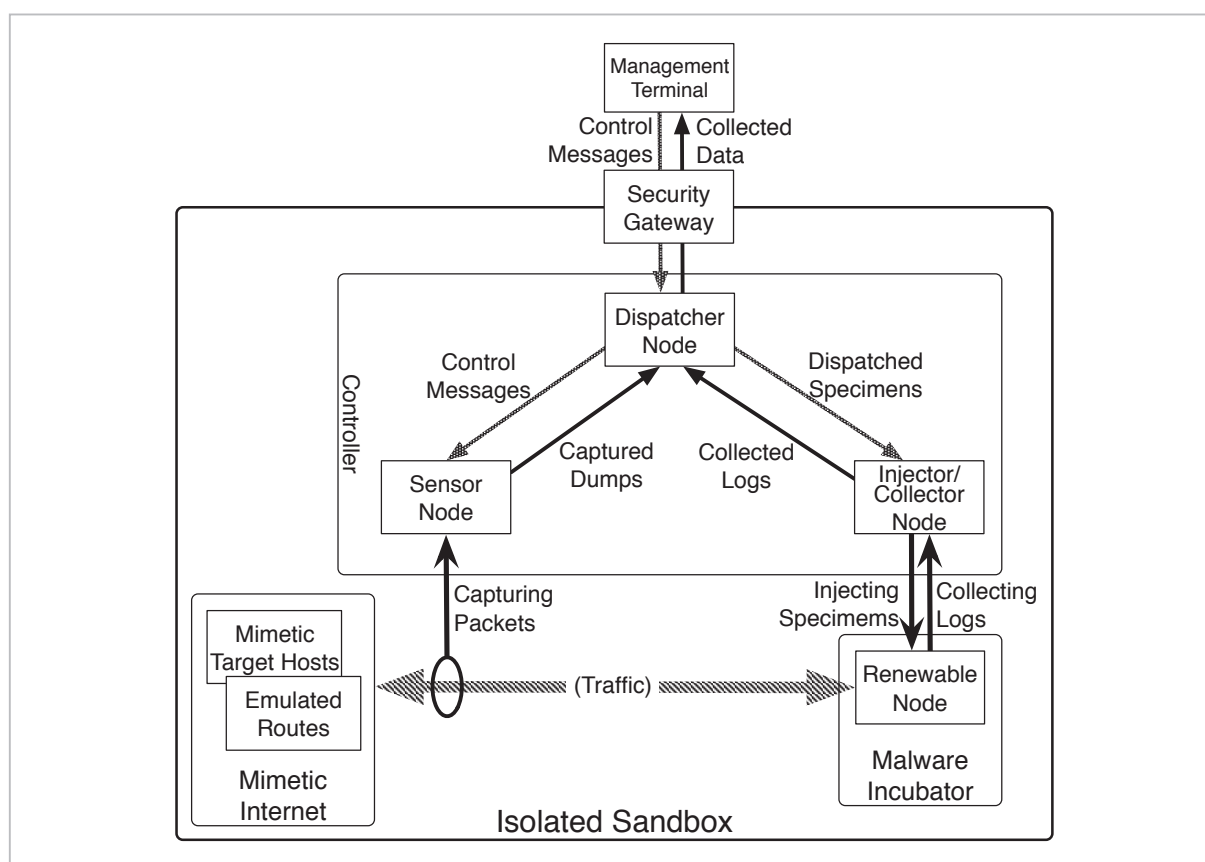 Management
Terminal
Control
Messages
Collected
Data
Security
Gateway
Dispatcher
Node
Control
Messages
Dispatched
Specimens
Controller
Captured
Dumps
Collected
Logs
Sensor
Node
Injector/
Collector
Node
Capturing
Packets
Injecting
Specimems
Collecting
Logs
Mimetic
Target Hosts
Emulated
Routes
(Traffic)
Renewable
Node
Mimetic
Internet
Malware
Incubator
Isolated Sandbox